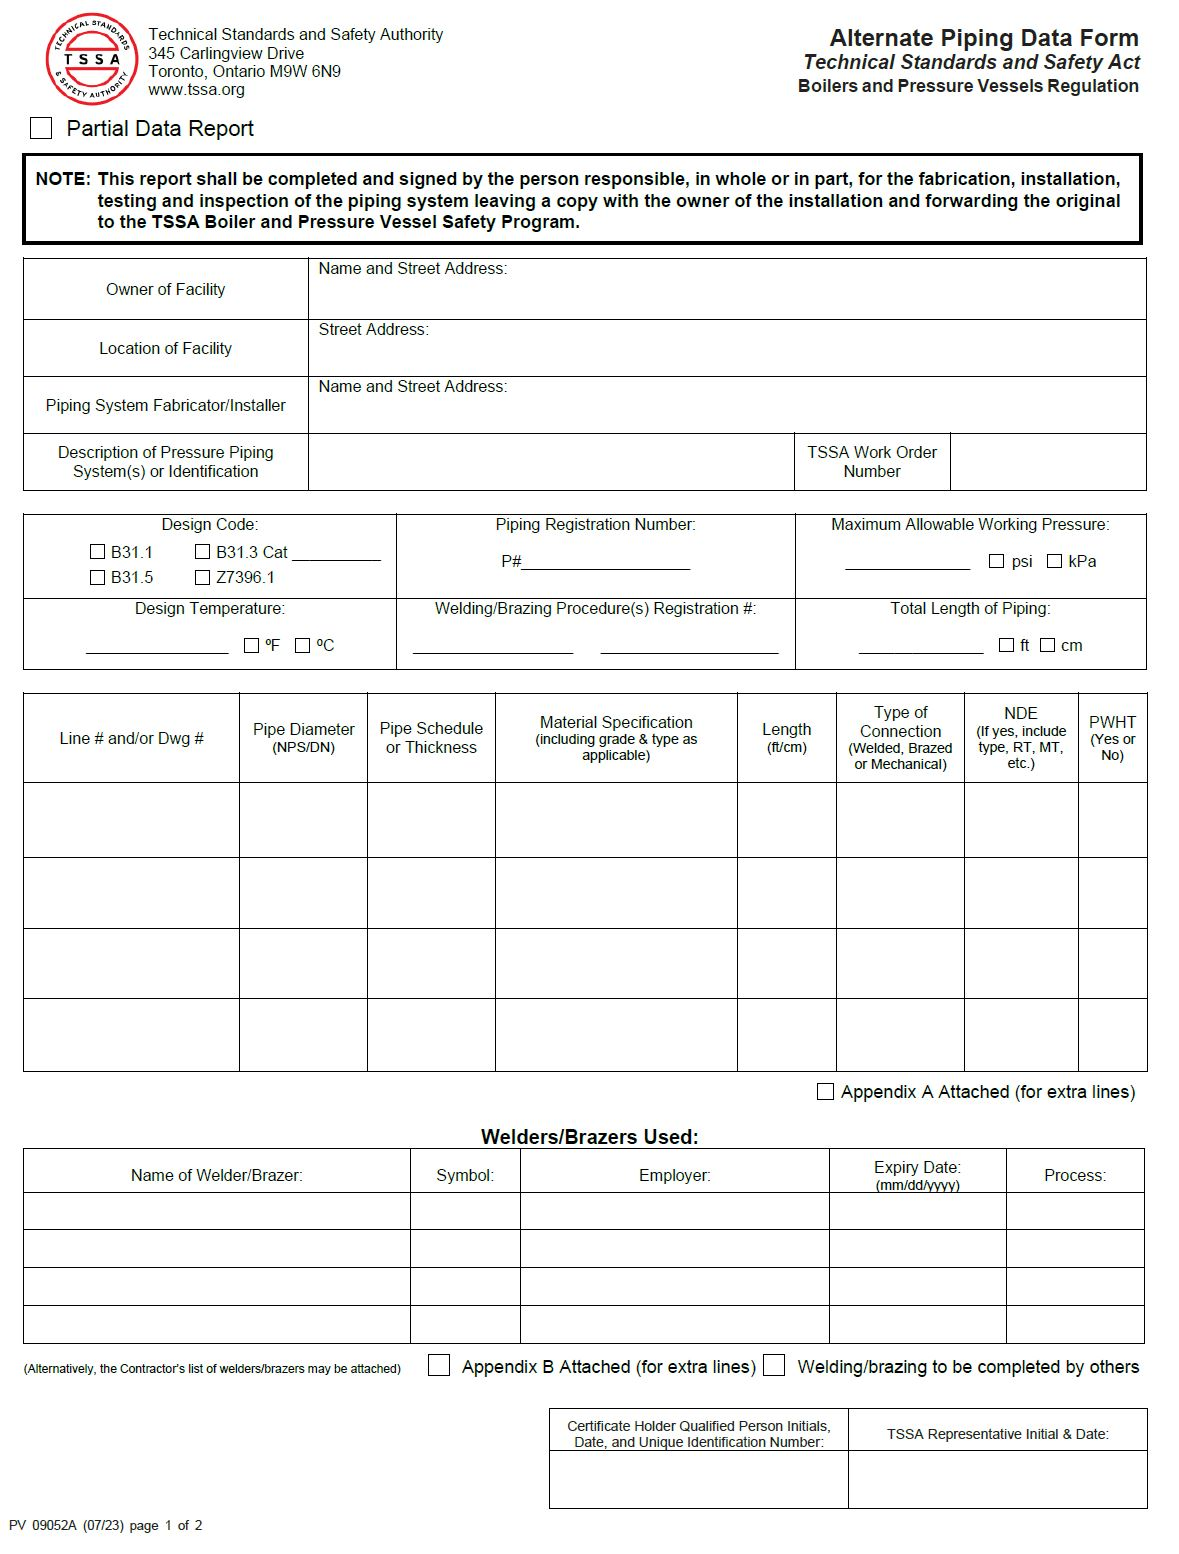 TECHNICAL STANDARDS
TSSA
& SAFETY AUTHORITY
Technical Standards and Safety Authority
345 Carlingview Drive
Toronto, Ontario M9W 6N9
www.tssa.org
Alternate Piping Data Form
Technical Standards and Safety Act
Boilers and Pressure Vessels Regulation
Partial Data Report
NOTE: This report shall be completed and signed by the person responsible, in whole or in part, for the fabrication, installation,
testing and inspection of the piping system leaving a copy with the owner of the installation and forwarding the original
to the TSSA Boiler and Pressure Vessel Safety Program.
Owner of Facility
Name and Street Address:
Location of Facility
Street Address:
Piping System Fabricator/Installer
Name and Street Address:
Description of Pressure Piping
System(s) or Identification
TSSA Work Order
Number
Design Code:
B31.1
B31.3 Cat __________
B31.5
Z7396.1
Piping Registration Number:
P#___________________
Maximum Allowable Working Pressure:
______________ psi kPa
Design Temperature:
________________ ºF ºC
Welding/Brazing Procedure(s) Registration #:
__________________ ____________________
Total Length of Piping:
______________ ft cm
Line # and/or Dwg #
Pipe Diameter
(NPS/DN)
Pipe Schedule
or Thickness
Material Specification
(including grade & type as
applicable)
Length
(ft/cm)
Type of
Connection
(Welded, Brazed
or Mechanical)
NDE
(If yes, include
type, RT, MT,
etc.)
PWHT
(Yes or
No)
Appendix A Attached (for extra lines)
Welders/Brazers Used:
Name of Welder/Brazer:
Symbol:
Employer:
Expiry Date:
(mm/dd/yyyy)
Process:
(Alternatively, the Contractor's list of welders/brazers may be attached)
Appendix B Attached (for extra lines)
Welding/brazing to be completed by others
Certificate Holder Qualified Person Initials,
Date, and Unique Identification Number:
TSSA Representative Initial & Date:
PV 09052A (07/23) page 1 of 2